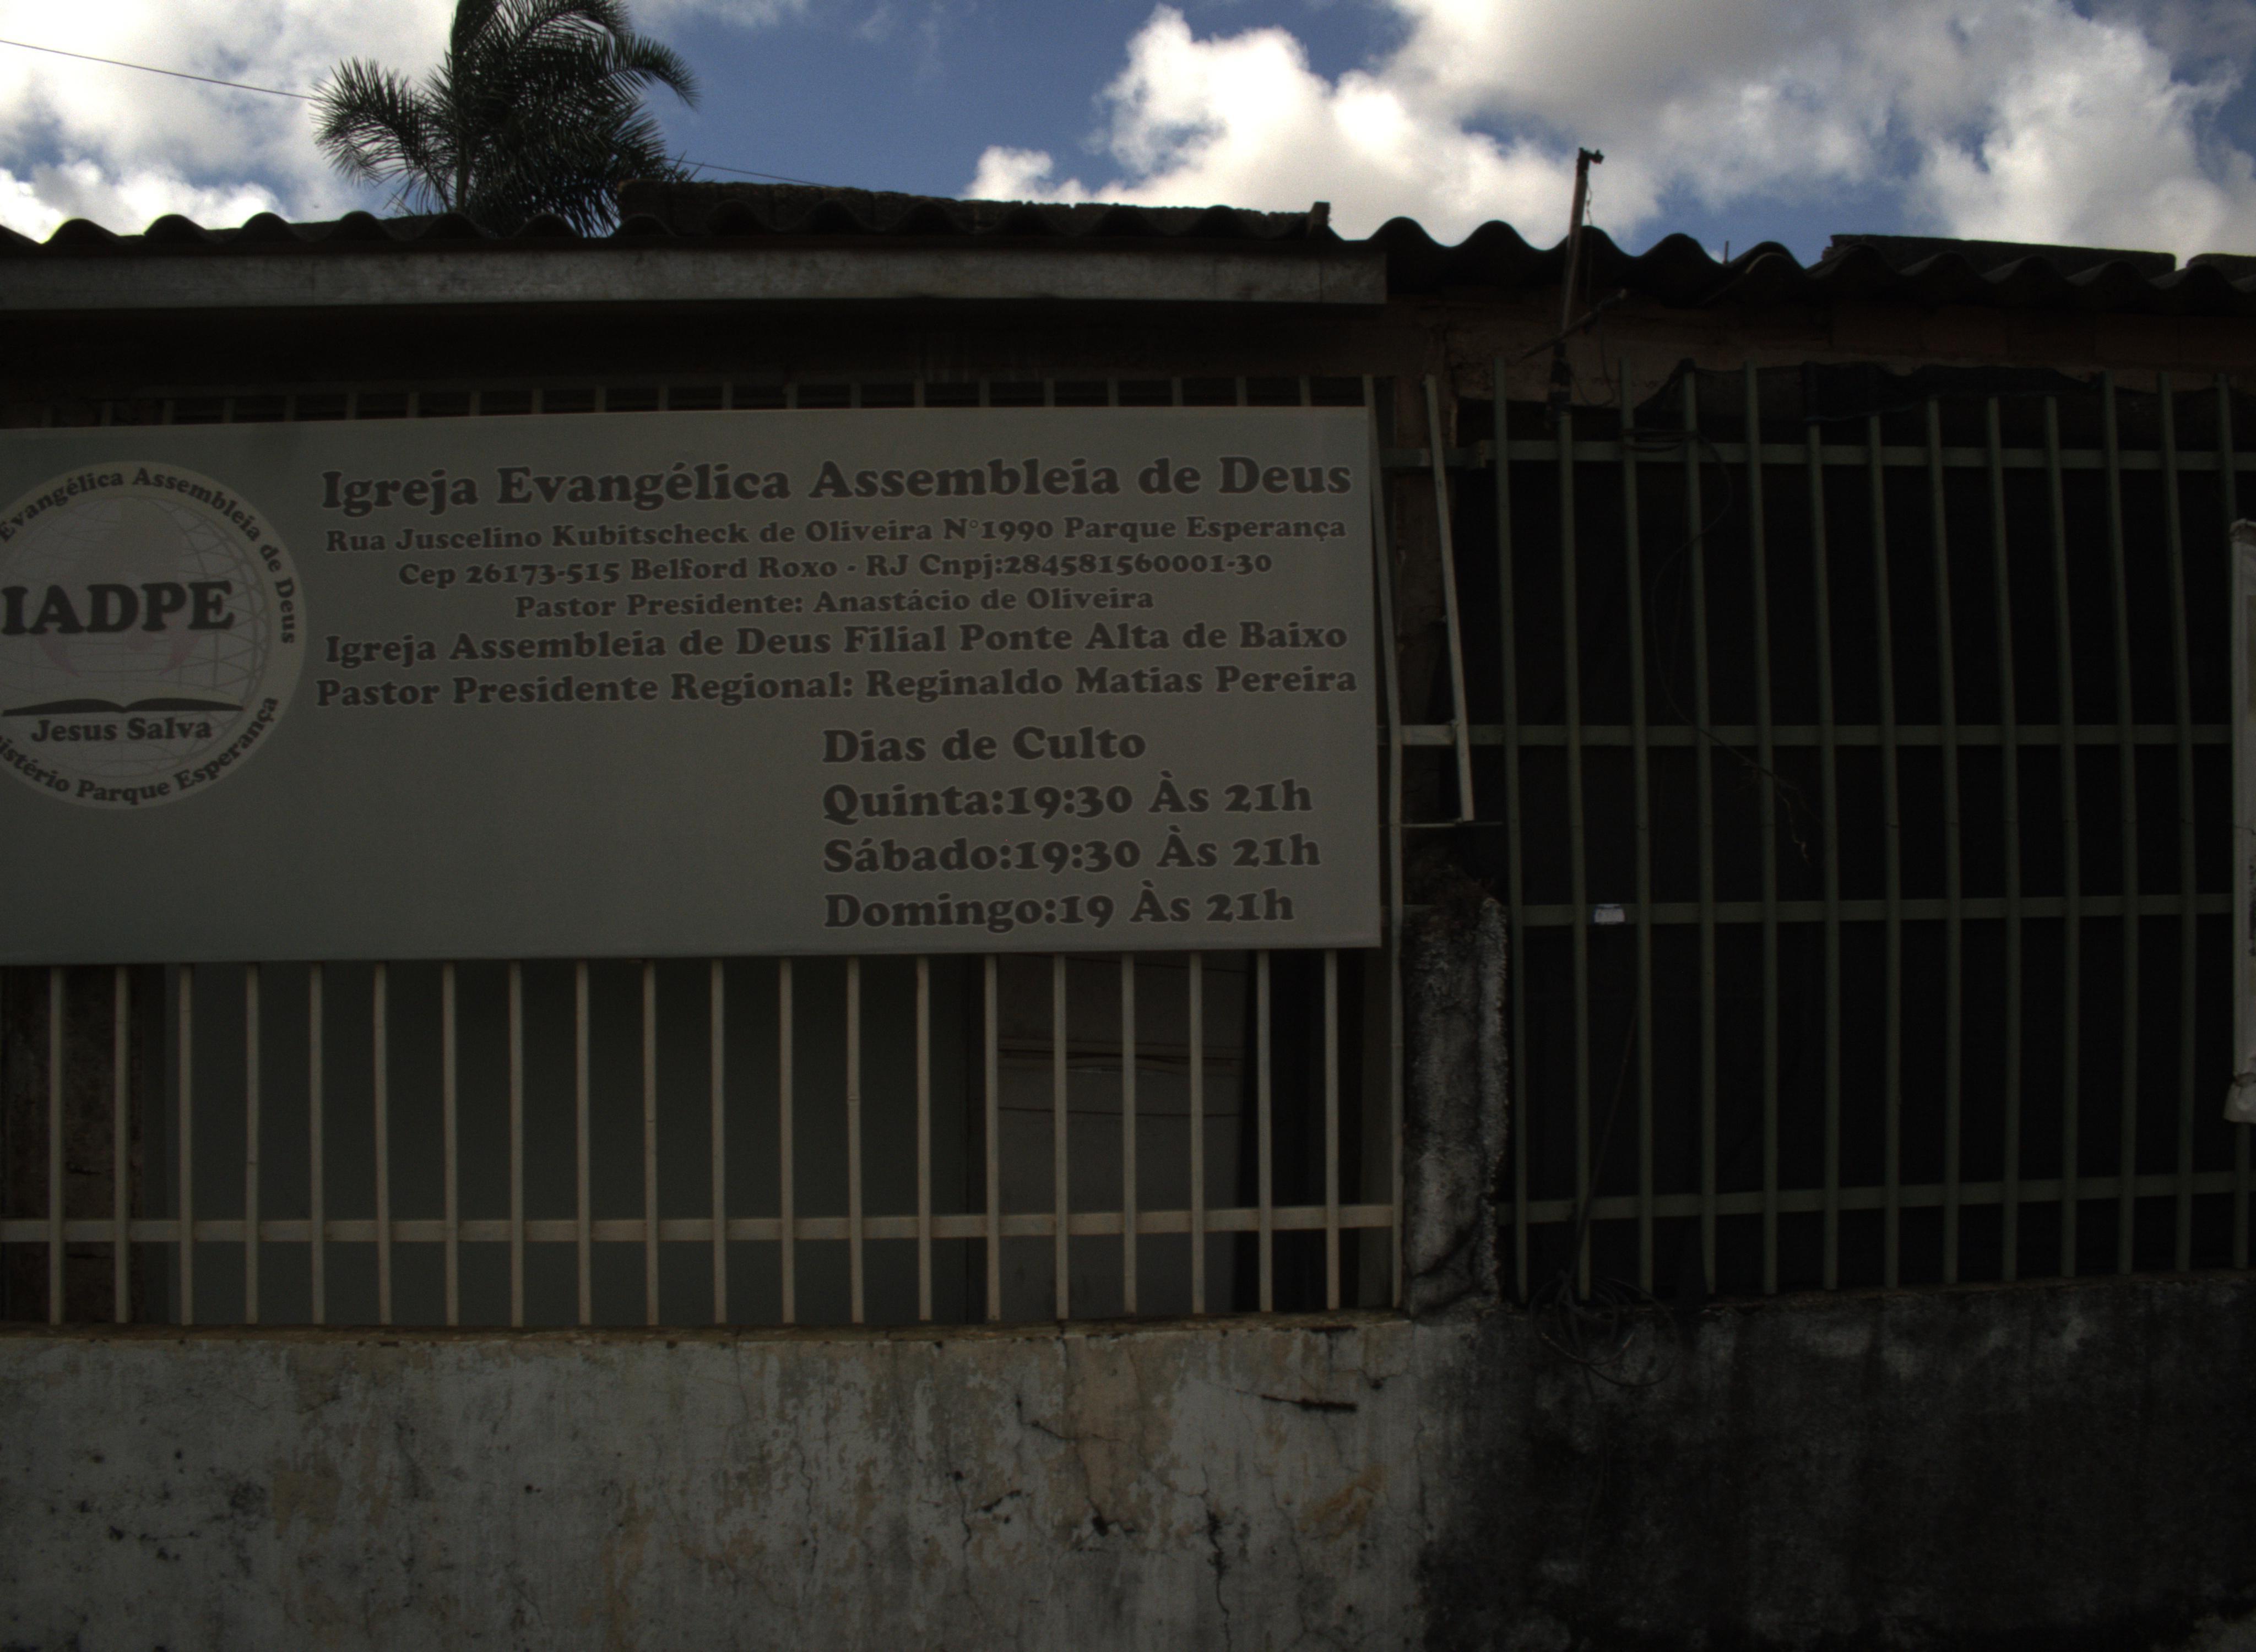 Evangélica Assembleia de Deus
IADPE
Jesus Salva
Parque Esperança
Igreja Evangélica Assembleia de Deus
Rua Juscelino Kubitscheck de Oliveira N°1990 Parque Esperança
Cep 26173-515 Belford Roxo - RJ Cnpj:284581560001-30
Pastor Presidente: Anastácio de Oliveira
Igreja Assembleia de Deus Filial Ponte Alta de Baixo
Pastor Presidente Regional: Reginaldo Matias Pereira
Dias de Culto
Quinta:19:30 Às 21h
Sábado:19:30 Às 21h
Domingo:19 Às 21h